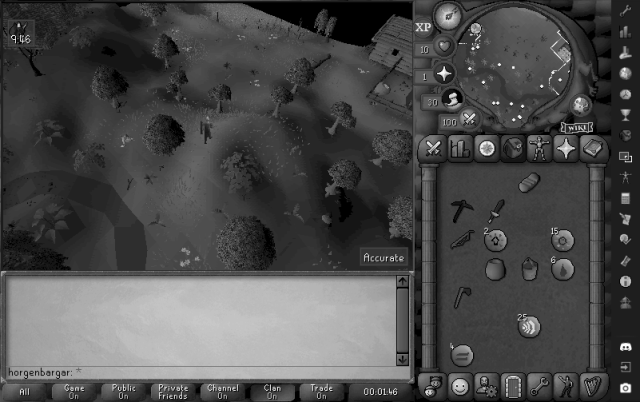 XP
9.46
10
1
30
100
WIKI
2
15
6
Accurate
25
horgenbargar: *
All
Game
On
Public
On
Private
Friends
Channel
On
Clan
On
Trade
On
00:01:46